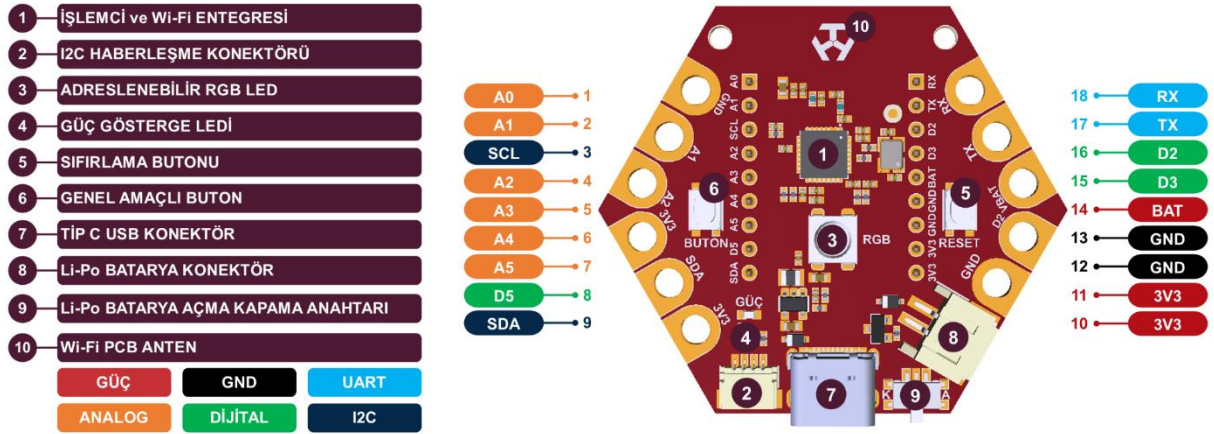 1 İŞLEMCİ ve Wi-Fi ENTEGRESİ
2 I2C HABERLEŞME KONEKTÖRÜ
3 ADRESLENEBİLİR RGB LED
4 GÜÇ GÖSTERGE LEDİ
5 SIFIRLAMA BUTONU
6 GENEL AMAÇLI BUTON
7 TİP C USB KONEKTÖR
8 Li-Po BATARYA KONEKTÖR
9 Li-Po BATARYA AÇMA KAPAMA ANAHTARI
10 Wi-Fi PCB ANTEN
GÜÇ GND UART
ANALOG DİJİTAL I2C
A0 1
A1 2
SCL 3
A2 4
A3 5
A4 6
A5 7
D5 8
SDA 9
10
GND
A1
A2
3V3
SDA
3V3
A0
A1
SCL
A2
A3
A4
A5
D5
SDA
1
6
BUTON
3
RGB
5
RESET
GÜÇ
4
2
7
8
K 9 A
RX
TX
D2
D3
BAT
GND
GND
3V3
3V3
RX
TX
VBAT
D2
GND
18 RX
17 TX
16 D2
15 D3
14 BAT
13 GND
12 GND
11 3V3
10 3V3